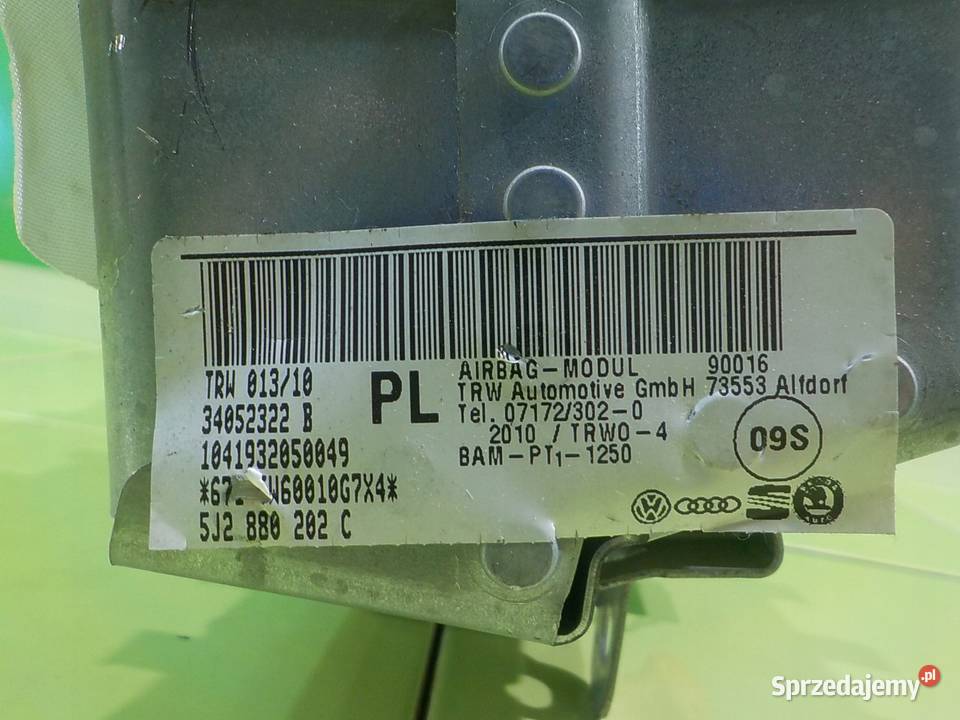 TRW 013/10
34052322 B
1041932050049
5J2 880 202 C
PL
AIRBAG-MODUL 90016
TRW Automotive GmbH 73553 Alfdorf
Tel. 07172/302-0
2010 / TRWO-4
BAM-PT1-1250
09S
Sprzedajemy.pl